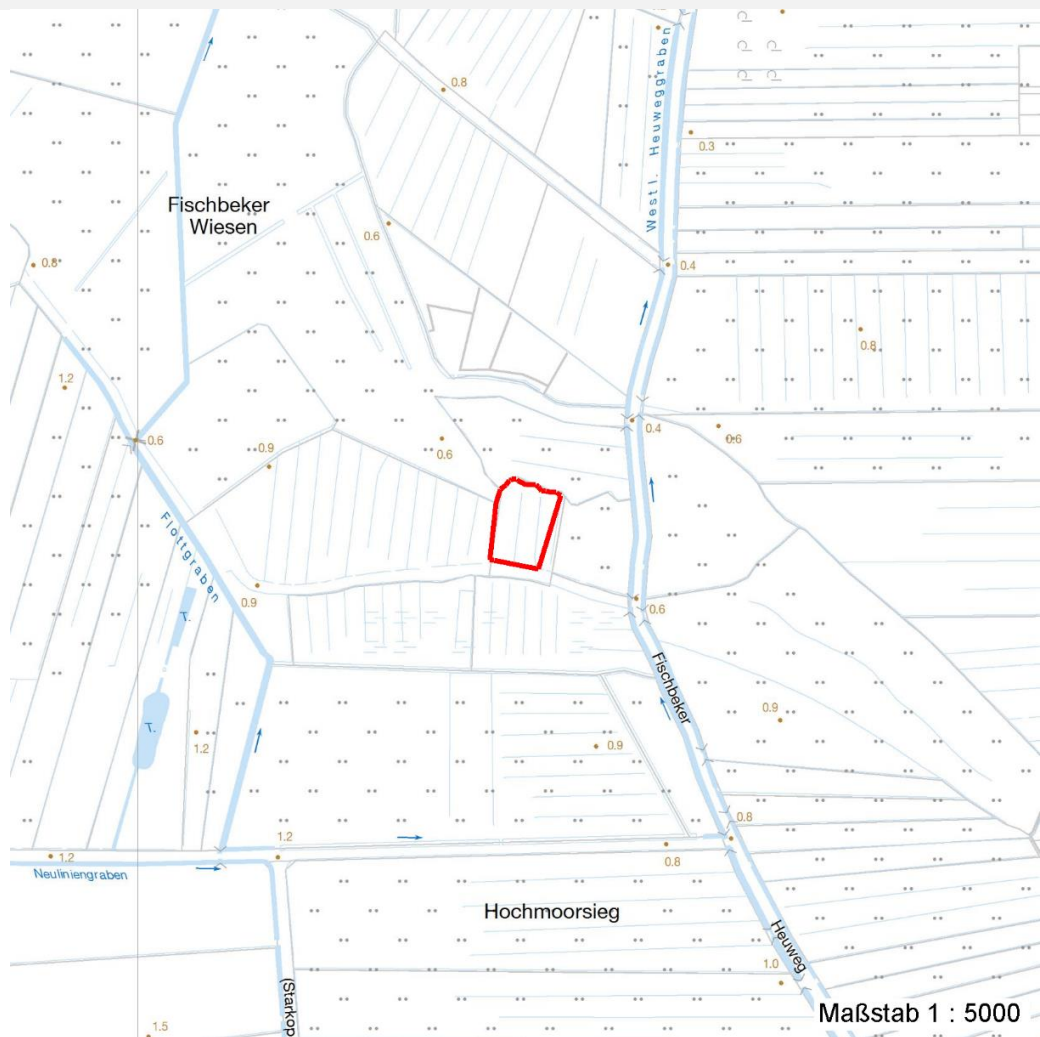 0.8
Westl. Heuweggraben
0.3
Fischbeker
Wiesen
0.6
0.8
0.4
0.8
1.2
0.6
0.9
0.6
0.4
0.6
Flottgraben
0.9
T.
0.6
T.
1.2
Fischbeker
0.9
0.9
1.2
1.2
0.8
0.8
Neuliniengraben
Hochmoorsieg
Heuweg
1.0
(Starkop
1.5
Maßstab 1 : 5000